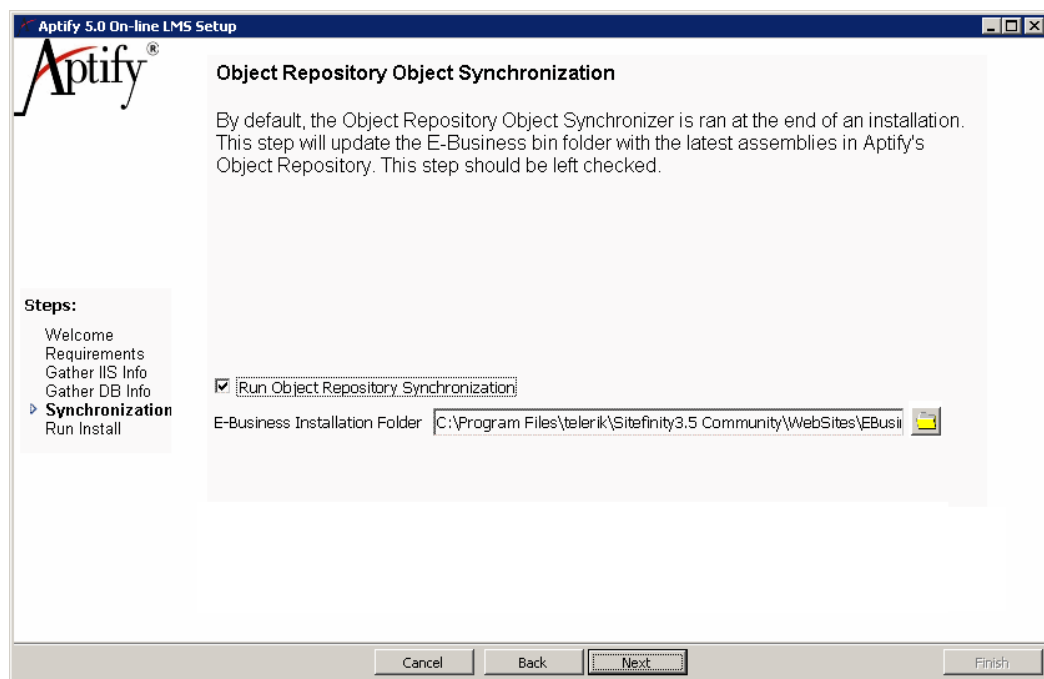 Aptify 5.0 On-line LMS Setup
Aptify®
Object Repository Object Synchronization
By default, the Object Repository Object Synchronizer is ran at the end of an installation.
This step will update the E-Business bin folder with the latest assemblies in Aptify's
Object Repository. This step should be left checked.
Steps:
Welcome
Requirements
Gather IIS Info
Gather DB Info
Synchronization
Run Install
Run Object Repository Synchronization
E-Business Installation Folder C:\Program Files\telerik\Sitefinity3.5 Community\WebSites\EBusi
Cancel Back Next Finish